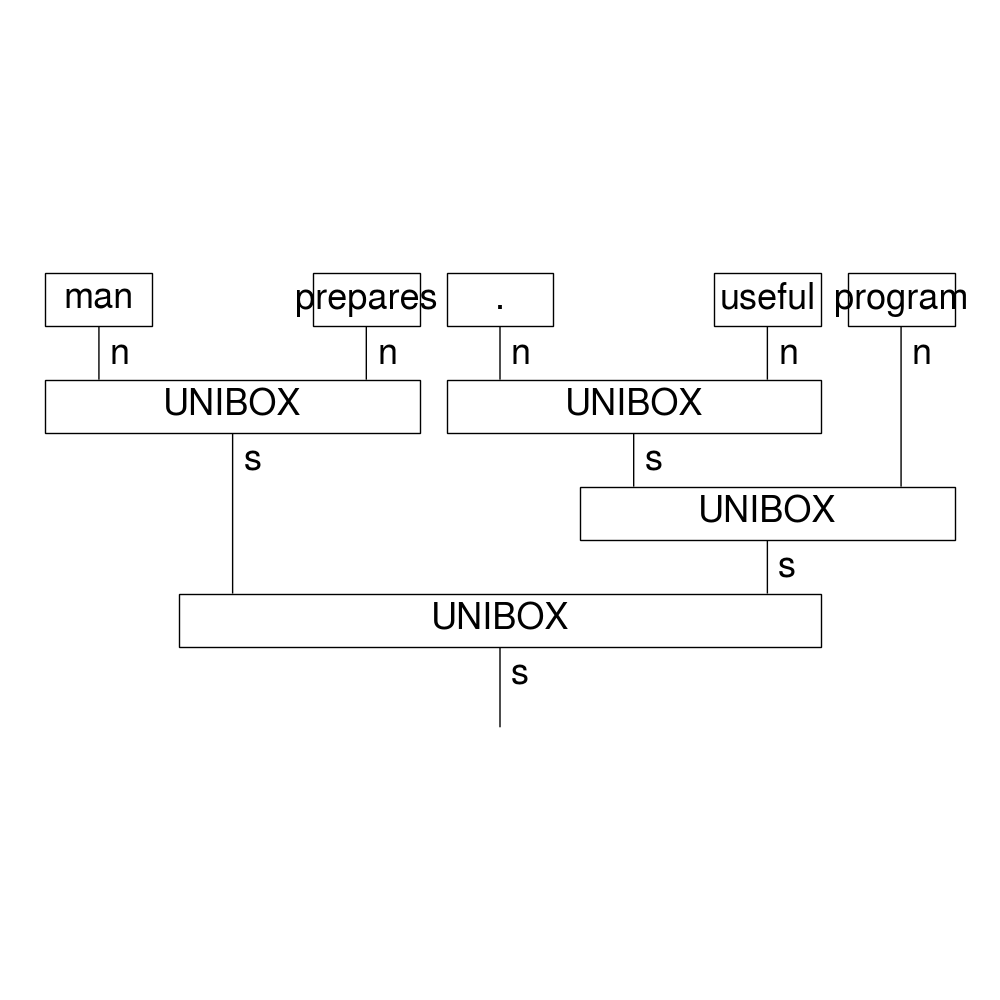 man prepares . useful program
n n n n n
UNIBOX UNIBOX
s s
UNIBOX
s
UNIBOX
s